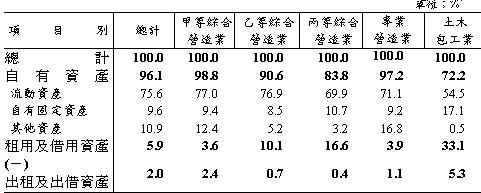 單位：%
項目別 總計 甲等綜合營造業 乙等綜合營造業 丙等綜合營造業 專業營造業 土木包工業
總計 100.0 100.0 100.0 100.0 100.0 100.0
自有資產 96.1 98.8 90.6 83.8 97.2 72.2
流動資產 75.6 77.0 76.9 69.9 71.1 54.5
自有固定資產 9.6 9.4 8.5 10.7 9.2 17.1
其他資產 10.9 12.4 5.2 3.2 16.8 0.5
租用及借用資產 5.9 3.6 10.1 16.6 3.9 33.1
(一)
出租及出借資產 2.0 2.4 0.7 0.4 1.1 5.3